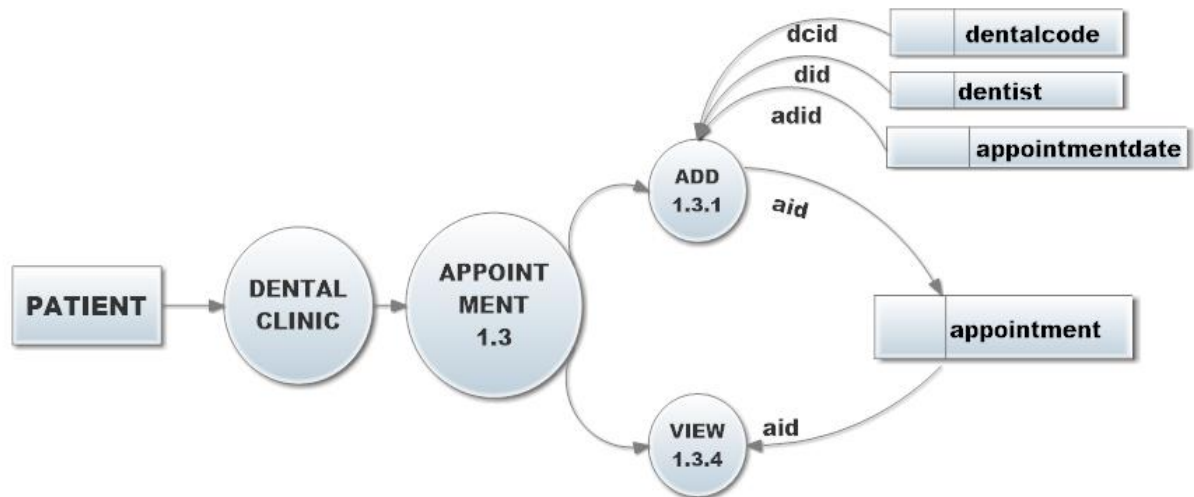 dcid
dentalcode
did
dentist
adid
appointmentdate
ADD
1.3.1
aid
PATIENT
DENTAL
CLINIC
APPOINT
MENT
1.3
appointment
VIEW
1.3.4
aid